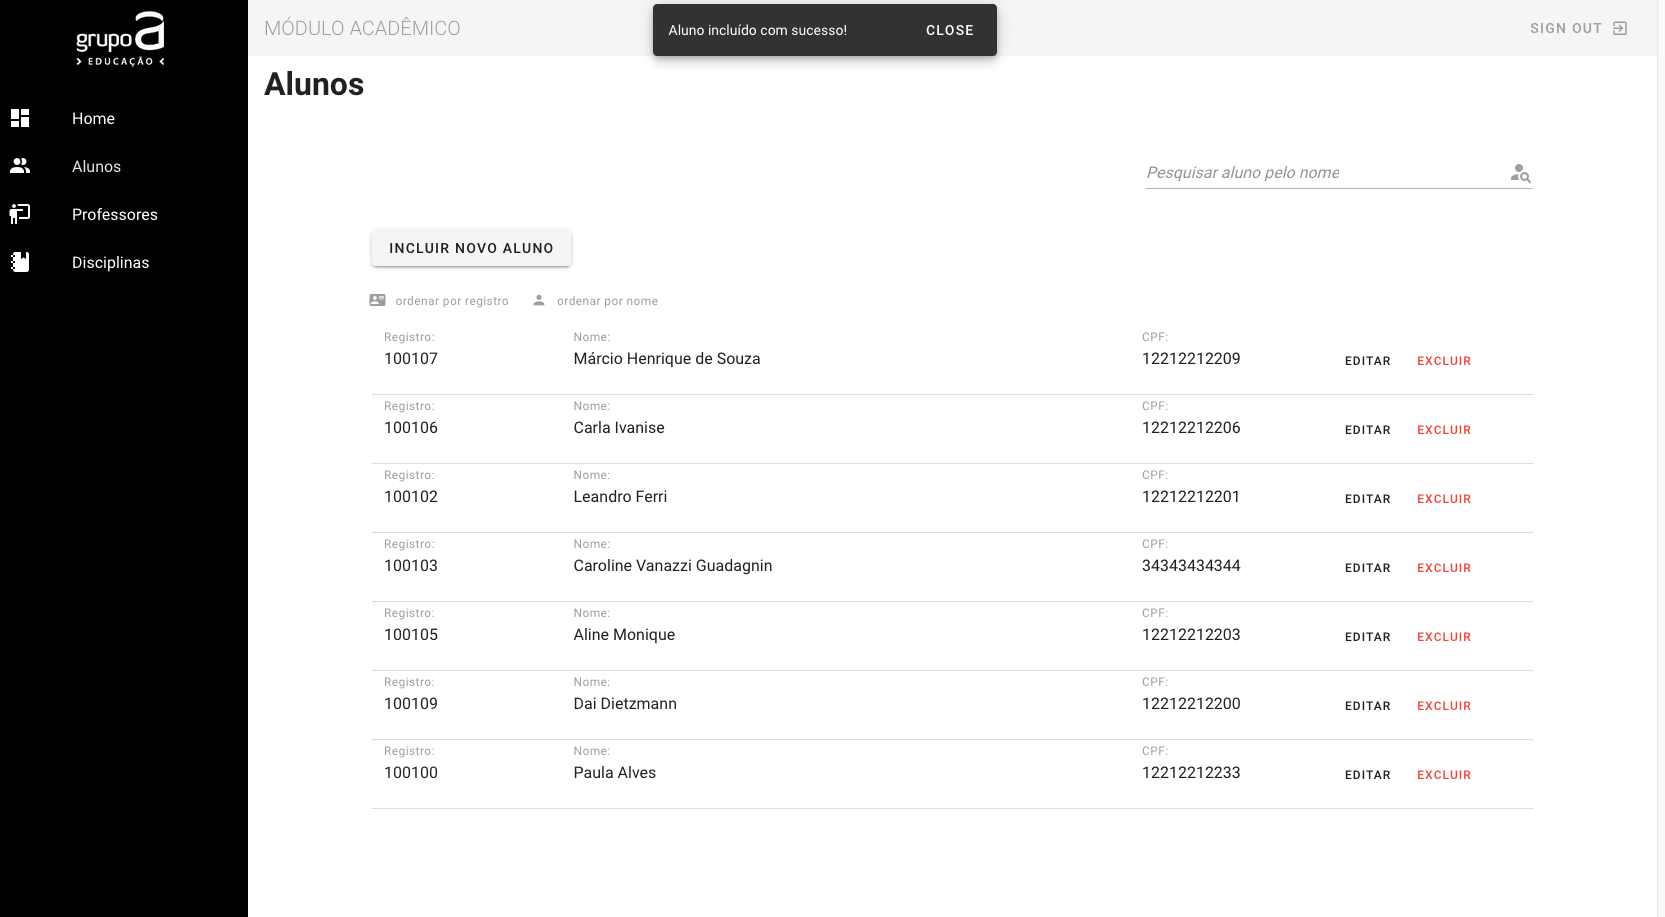 grupo a
EDUCAÇÃO
MÓDULO ACADÊMICO
Aluno incluído com sucesso!
CLOSE
SIGN OUT
Home
Alunos
Professores
Disciplinas
Alunos
Pesquisar aluno pelo nome
INCLUIR NOVO ALUNO
ordenar por registro ordenar por nome
Registro: Nome: CPF:
100107 Márcio Henrique de Souza 12212212209 EDITAR EXCLUIR
Registro: Nome: CPF:
100106 Carla Ivanise 12212212206 EDITAR EXCLUIR
Registro: Nome: CPF:
100102 Leandro Ferri 12212212201 EDITAR EXCLUIR
Registro: Nome: CPF:
100103 Caroline Vanazzi Guadagnin 34343434344 EDITAR EXCLUIR
Registro: Nome: CPF:
100105 Aline Monique 12212212203 EDITAR EXCLUIR
Registro: Nome: CPF:
100109 Dai Dietzmann 12212212200 EDITAR EXCLUIR
Registro: Nome: CPF:
100100 Paula Alves 12212212233 EDITAR EXCLUIR